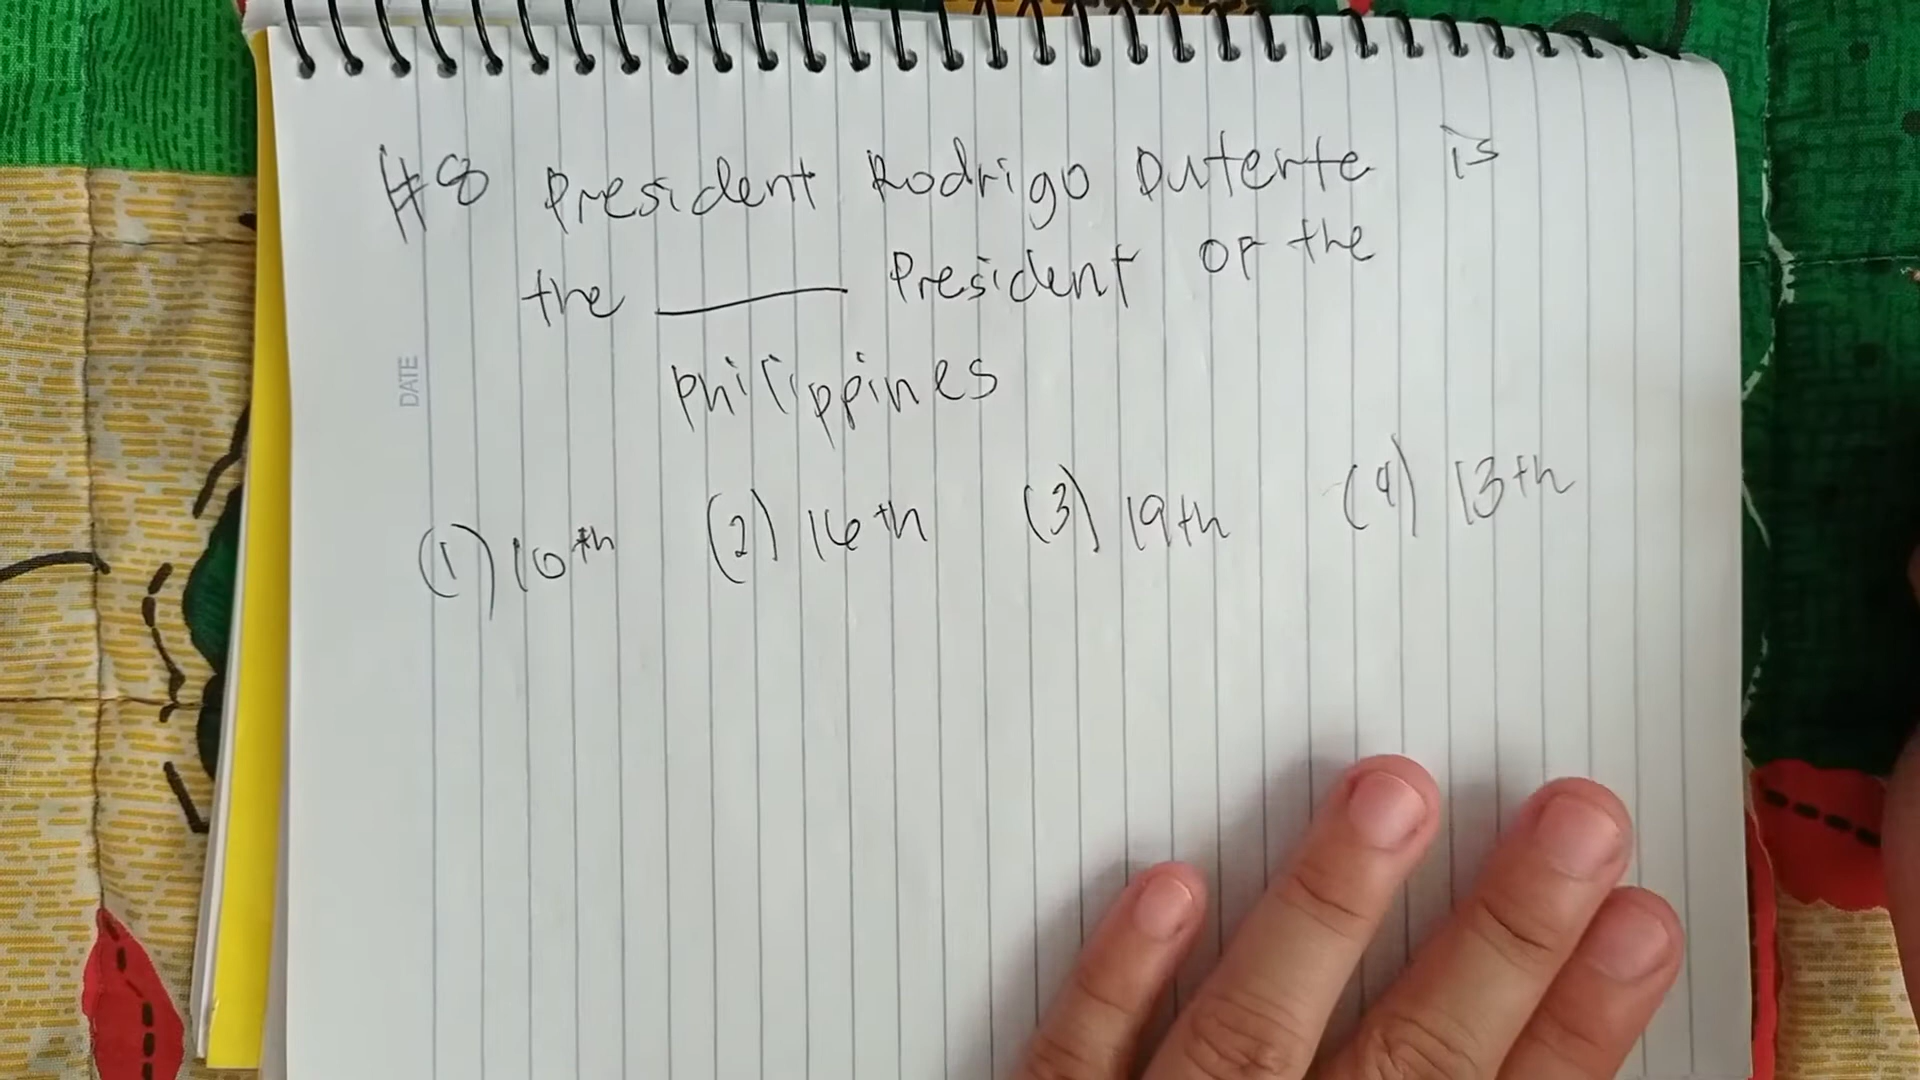 #8 President Rodrigo Duterte is
the ______ President of the
Philippines
(1) 10th (2) 16th (3) 19th (4) 13th
DATE